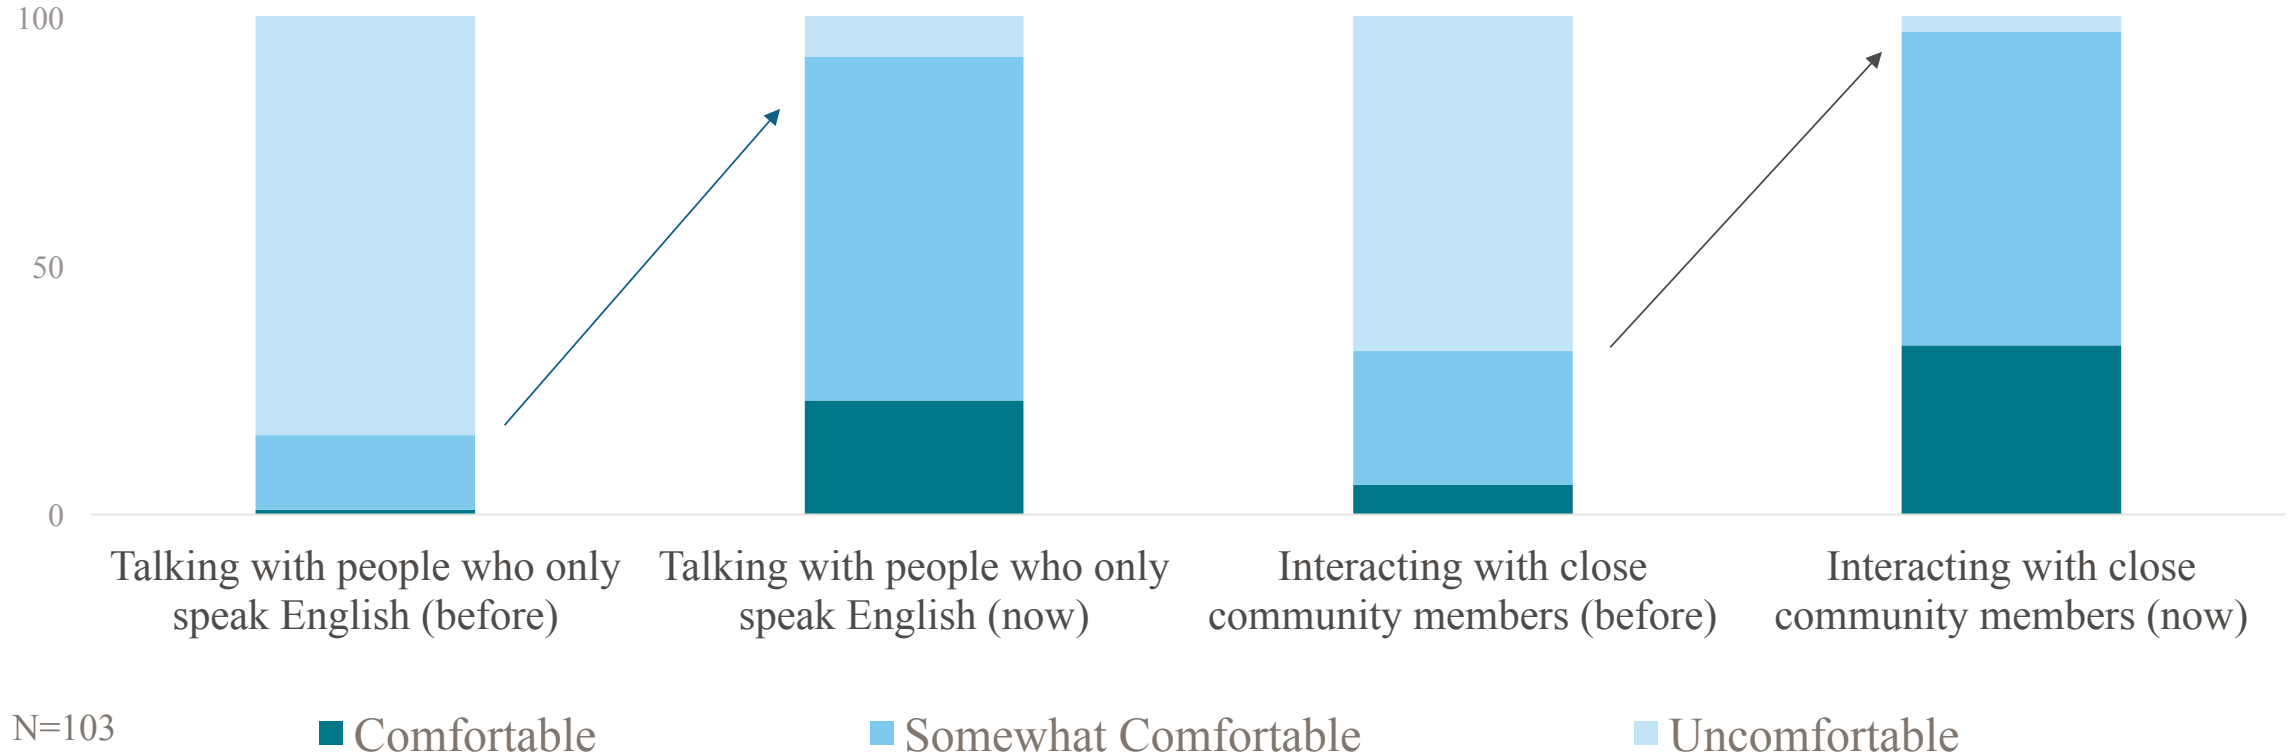 100
50
0
Talking with people who only
speak English (before)
Talking with people who only
speak English (now)
Interacting with close
community members (before)
Interacting with close
community members (now)
N=103
Comfortable
Somewhat Comfortable
Uncomfortable